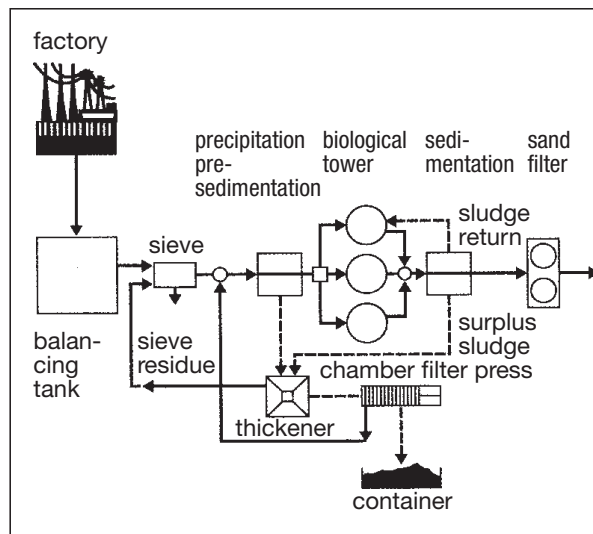 factory
precipitation
pre-
sedimentation
biological
tower
sedi-
mentation
sand
filter
sieve
sludge
return
balan-
cing
tank
sieve
residue
surplus
sludge
thickener
chamber filter press
container